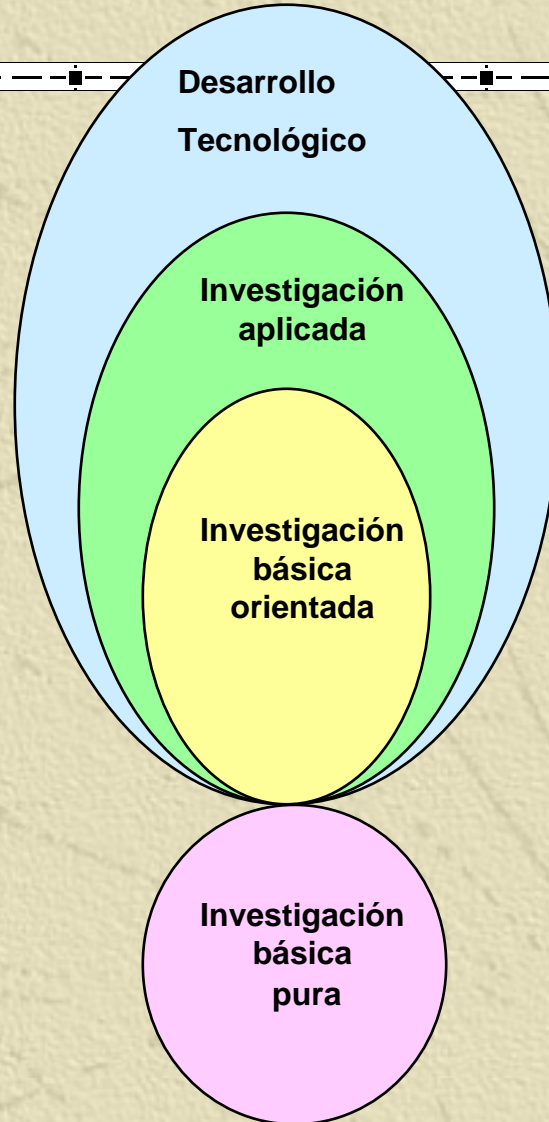 Desarrollo
Tecnológico
Investigación
aplicada
Investigación
básica
orientada
Investigación
básica
pura